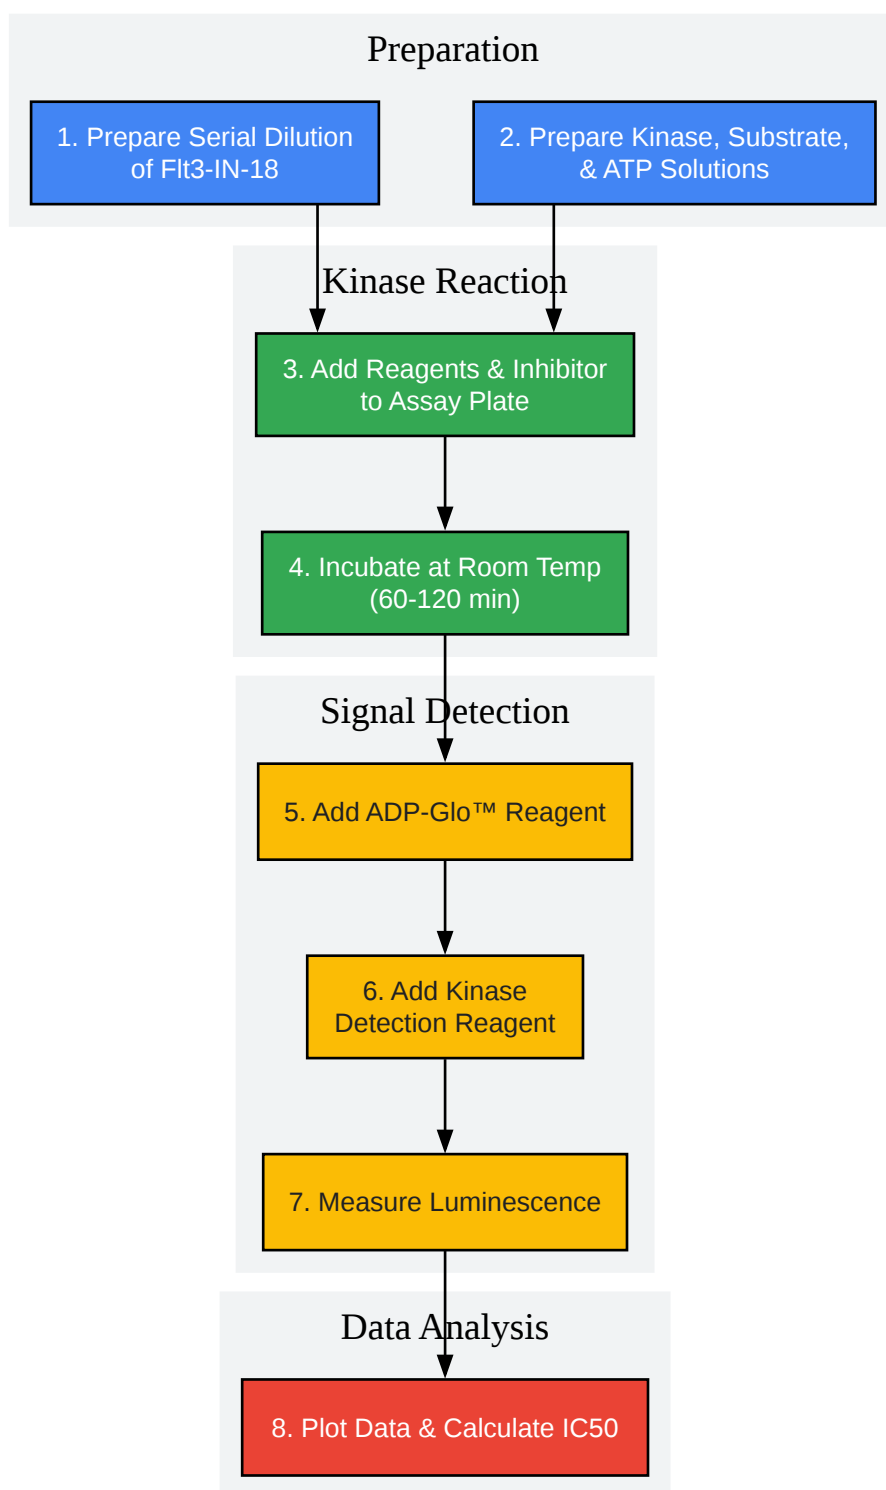 Preparation
1. Prepare Serial Dilution
of Flt3-IN-18
2. Prepare Kinase, Substrate,
& ATP Solutions
Kinase Reaction
3. Add Reagents & Inhibitor
to Assay Plate
4. Incubate at Room Temp
(60-120 min)
Signal Detection
5. Add ADP-Glo™ Reagent
6. Add Kinase
Detection Reagent
7. Measure Luminescence
Data Analysis
8. Plot Data & Calculate IC50